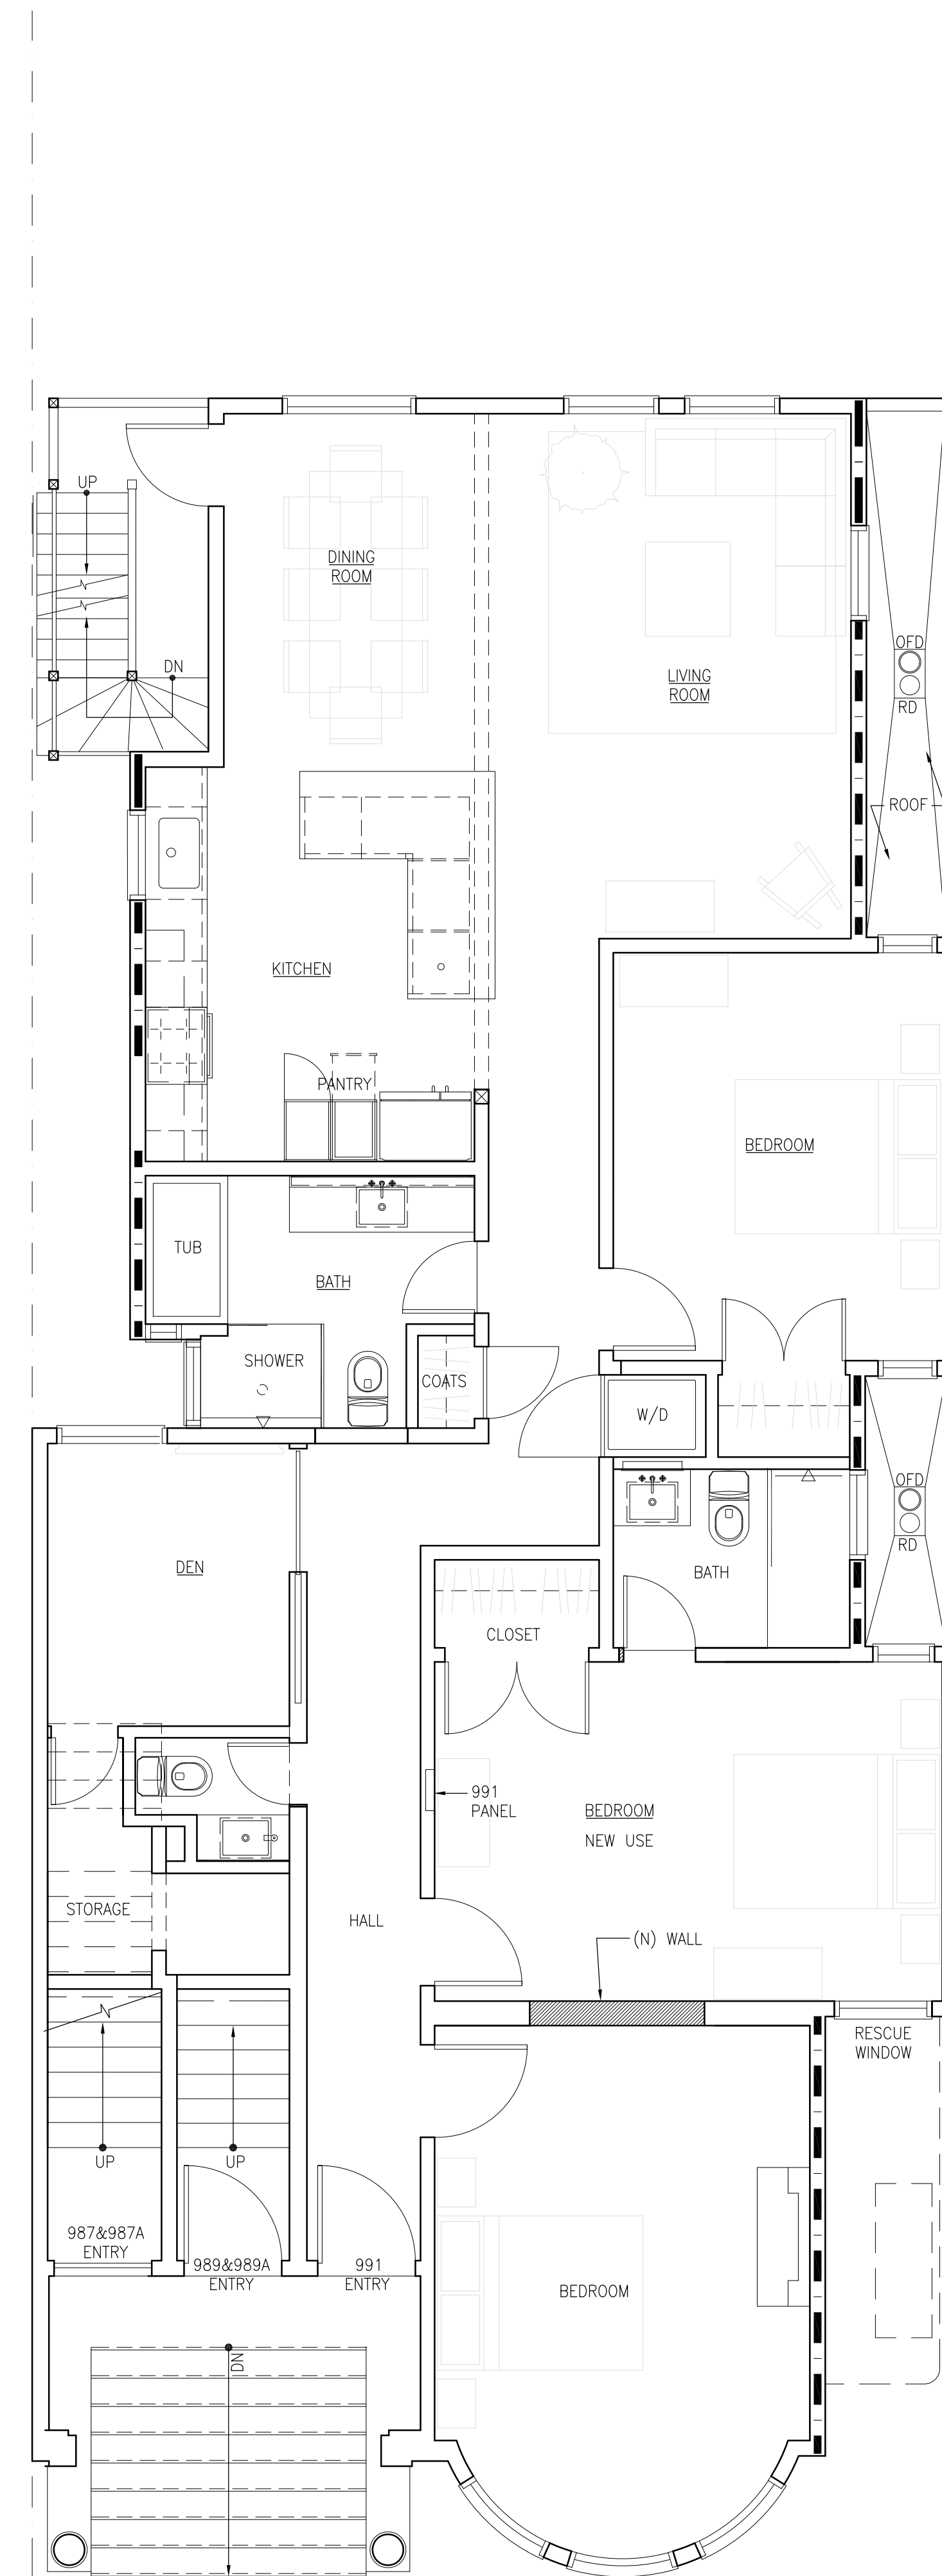 UP
DINING
ROOM
OFD
DN
LIVING
ROOM
RD
ROOF
KITCHEN
PANTRY
BEDROOM
TUB
BATH
SHOWER
COATS
W/D
OFD
RD
DEN
BATH
CLOSET
991
PANEL
BEDROOM
NEW USE
STORAGE
HALL
(N) WALL
RESCUE
WINDOW
UP
UP
987&987A
ENTRY
989&989A
ENTRY
991
ENTRY
BEDROOM
DN